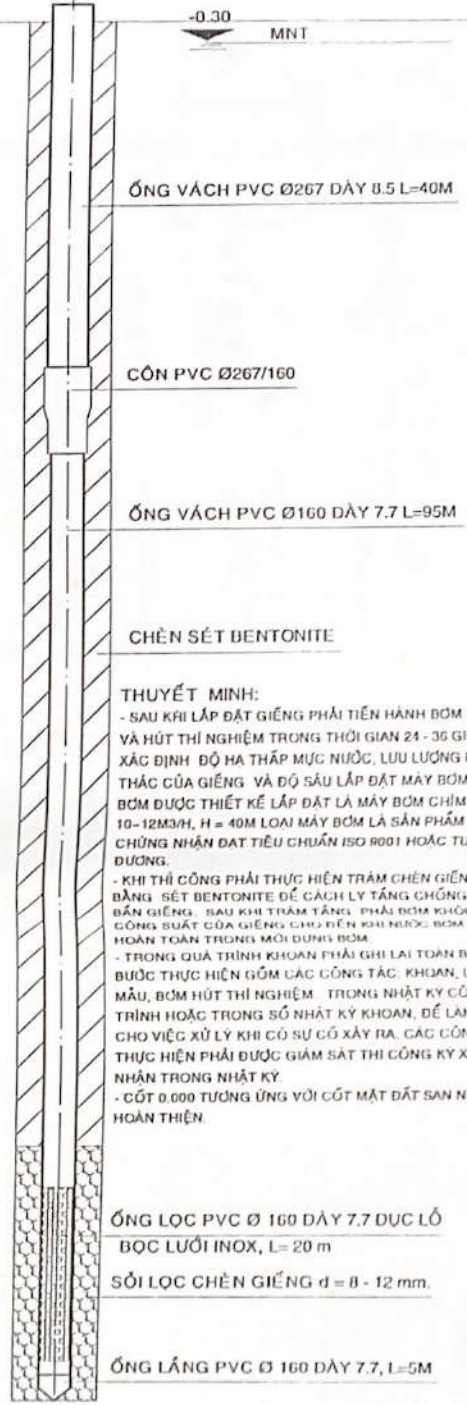 -0.30
MNT
ỐNG VÁCH PVC Ø267 DÀY 8.5 L=40M
CÔN PVC Ø267/160
ỐNG VÁCH PVC Ø160 DÀY 7.7 L=95M
CHÈN SÉT BENTONITE
THUYẾT MINH:
- SAU KHI LẮP ĐẶT GIẾNG PHẢI TIẾN HÀNH BƠM
VÀ HÚT THÍ NGHIỆM TRONG THỜI GIAN 24 - 36
XÁC ĐỊNH ĐỘ HẠ THẤP MỰC NƯỚC, LƯU LƯỢNG
THÁC CỦA GIẾNG VÀ ĐỘ SÂU LẮP ĐẶT MÁY BƠM
BƠM ĐƯỢC THIẾT KẾ LẮP ĐẶT LÀ MÁY BƠM CHÌM
10-12M3/H, H = 40M LOẠI MÁY BƠM LÀ SẢN PHẨM
CHỨNG NHẬN ĐẠT TIÊU CHUẨN ISO 9001 HOẶC
ĐƯƠNG.
- KHI THI CÔNG PHẢI THỰC HIỆN TRÁM CHÈN
BẰNG SÉT BENTONITE ĐỂ CÁCH LY TẦNG CHỐNG
BẨN GIẾNG. SAU KHI TRÁM TẦNG PHẢI BƠM
CÔNG SUẤT CỦA GIẾNG CHO ĐẾN KHI NƯỚC BƠM
HOÀN TOÀN TRONG MỚI DỪNG BƠM
- TRONG QUÁ TRÌNH KHOAN PHẢI GHI LẠI TOÀN
BƯỚC THỰC HIỆN GỒM CÁC CÔNG TÁC: KHOAN,
MẪU, BƠM HÚT THÍ NGHIỆM TRONG NHẬT KÝ
TRÌNH HOẶC TRONG SỔ NHẬT KÝ KHOAN, ĐỂ LÀM
CHO VIỆC XỬ LÝ KHI CÓ SỰ CỐ XẢY RA. CÁC
THỰC HIỆN PHẢI ĐƯỢC GIÁM SÁT THI CÔNG KÝ
NHẬN TRONG NHẬT KÝ.
- CỐT 0.000 TƯƠNG ỨNG VỚI CỐT MẶT ĐẤT SAN
HOÀN THIỆN.
ỐNG LỌC PVC Ø 160 DÀY 7.7 ĐỤC LỖ
BỌC LƯỚI INOX, L= 20 m
SỎI LỌC CHÈN GIẾNG d = 8 - 12 mm.
ỐNG LẮNG PVC Ø 160 DÀY 7.7, L=5M